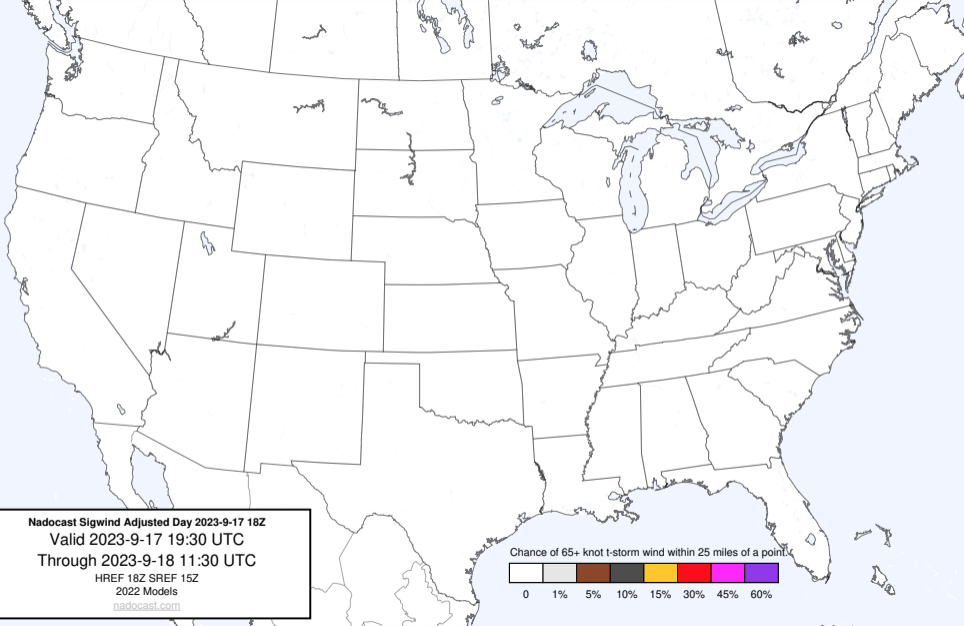 Nadocast Sigwind Adjusted Day 2023-9-17 18Z
Valid 2023-9-17 19:30 UTC
Through 2023-9-18 11:30 UTC
HREF 18Z SREF 15Z
2022 Models
nadocast.com
Chance of 65+ knot t-storm wind within 25 miles of a point.
0 1% 5% 10% 15% 30% 45% 60%